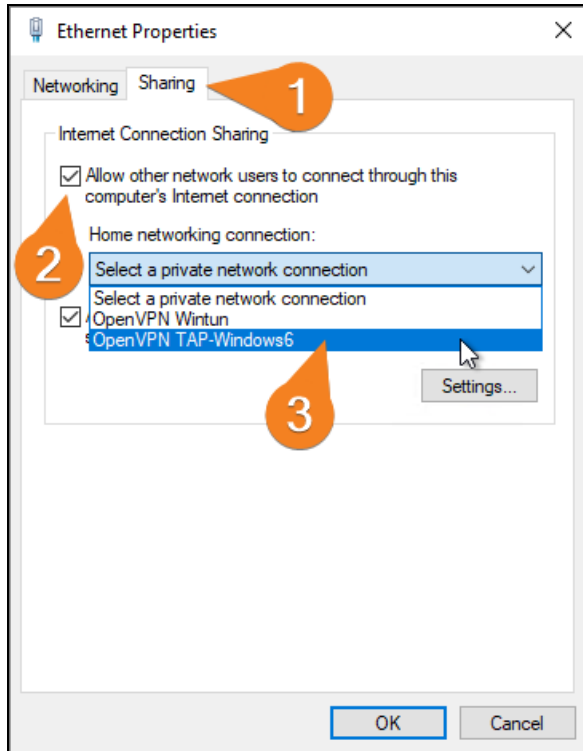 Ethernet Properties
Networking
Sharing
1
Internet Connection Sharing
Allow other network users to connect through this
computer's Internet connection
2
Home networking connection:
Select a private network connection
Select a private network connection
OpenVPN Wintun
OpenVPN TAP-Windows6
3
Settings...
OK
Cancel